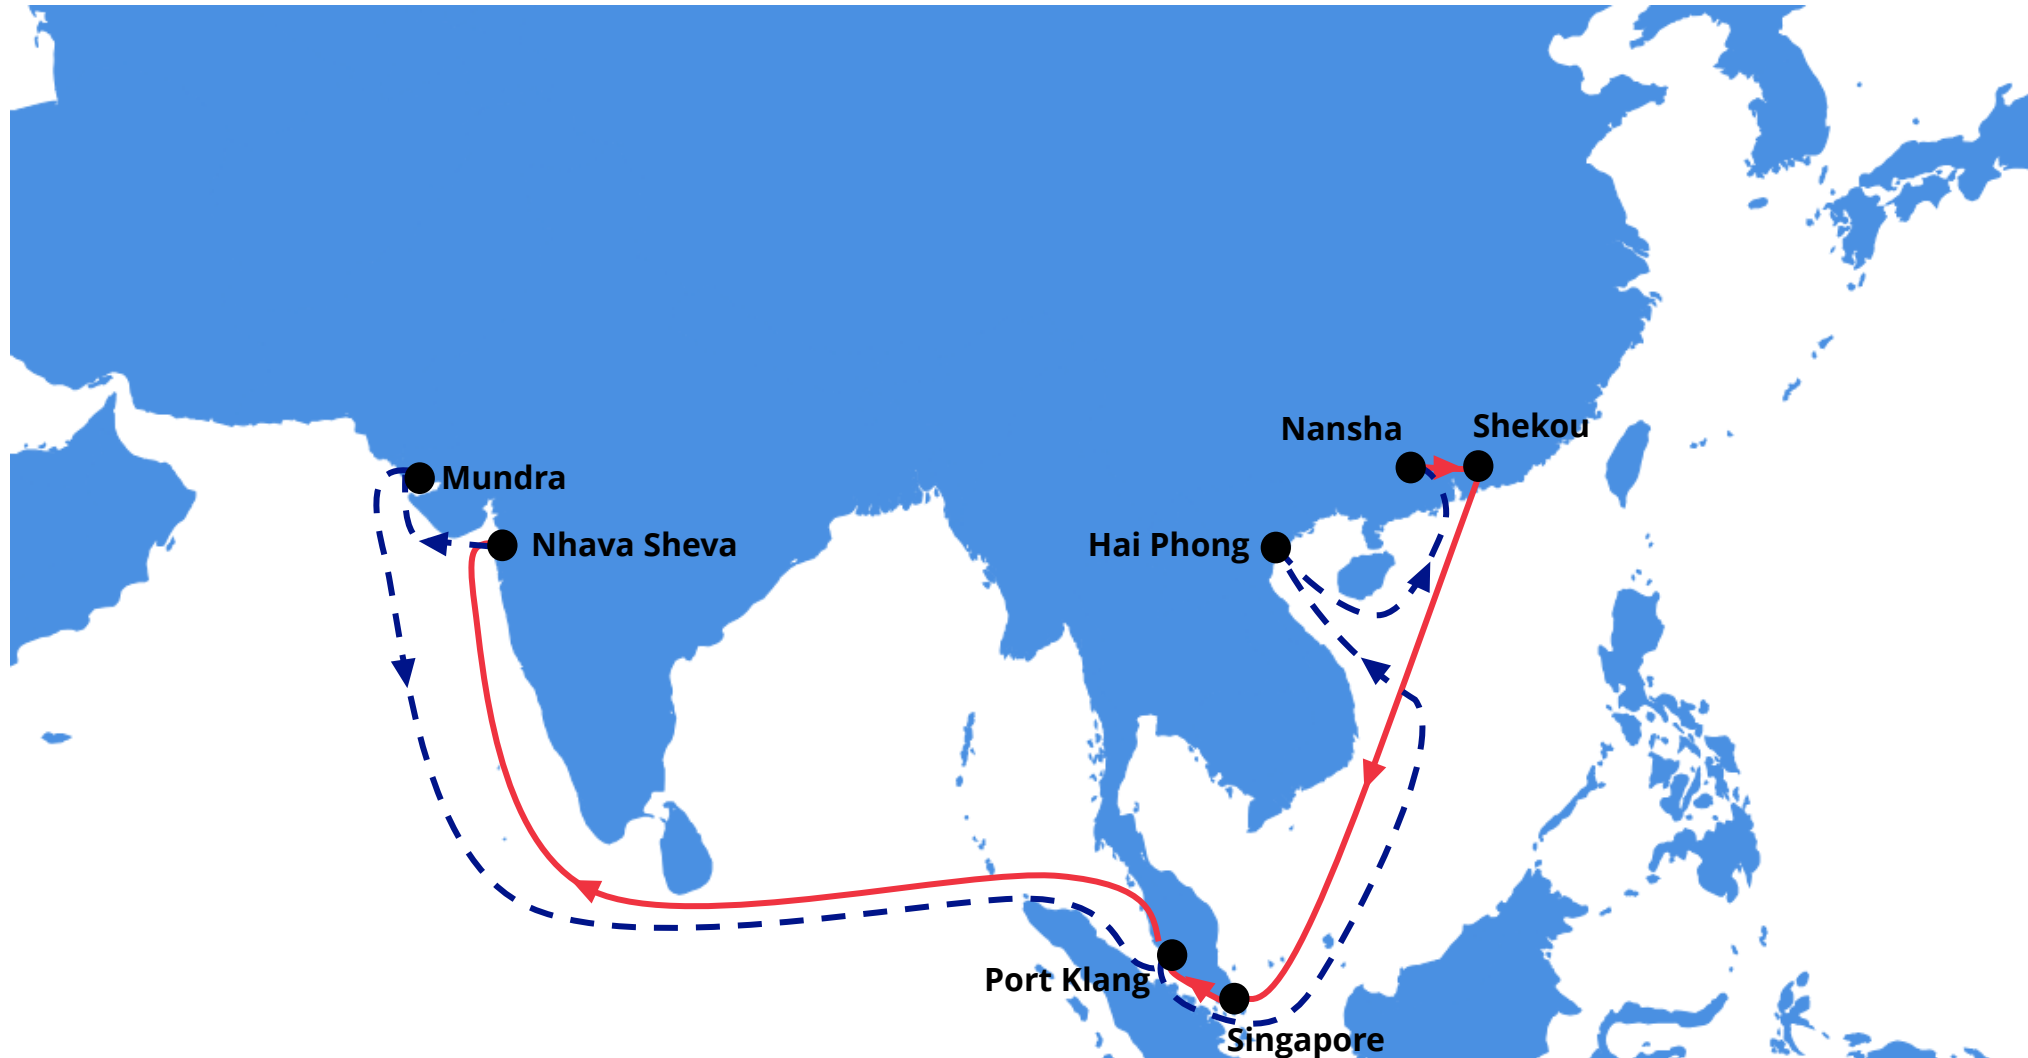 Nansha
Shekou
Mundra
Nhava Sheva
Hai Phong
Port Klang
Singapore